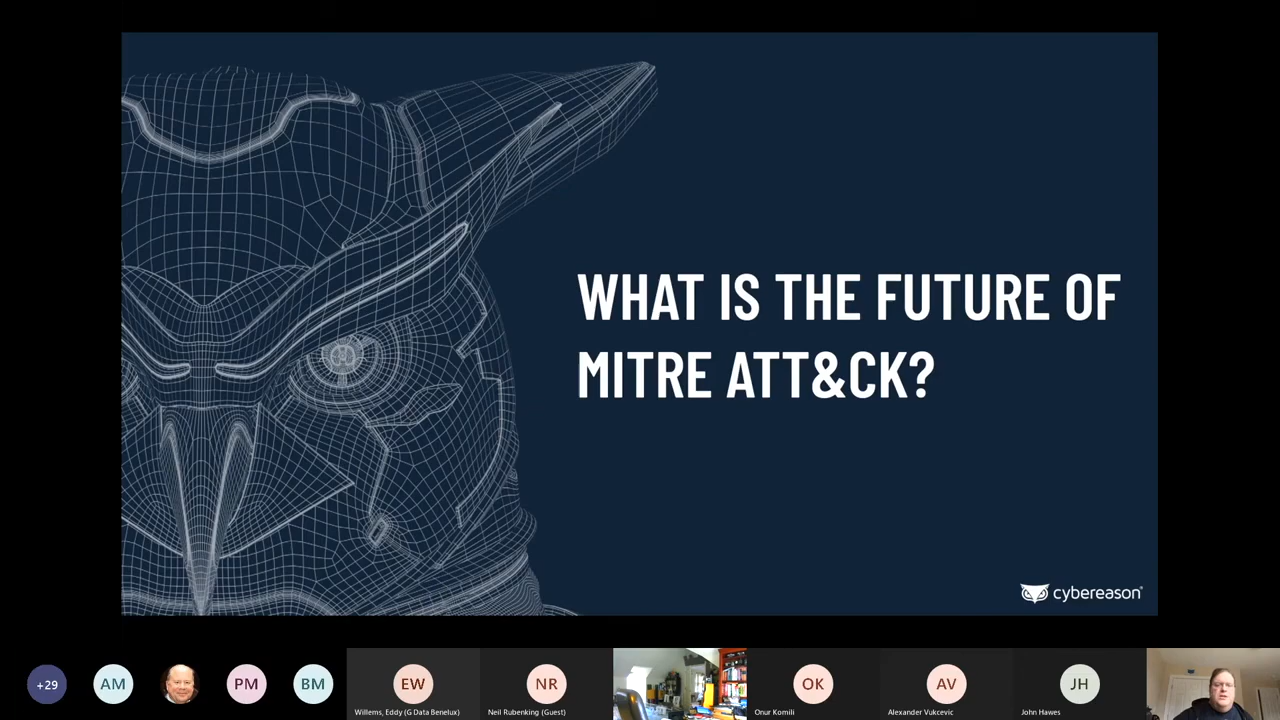 WHAT IS THE FUTURE OF
MITRE ATT&CK?
cybereason®
+29
AM
PM
BM
EW
Willems, Eddy (G Data Benelux)
NR
Neil Rubenking (Guest)
OK
Onur Komili
AV
Alexander Vukcevic
JH
John Hawes